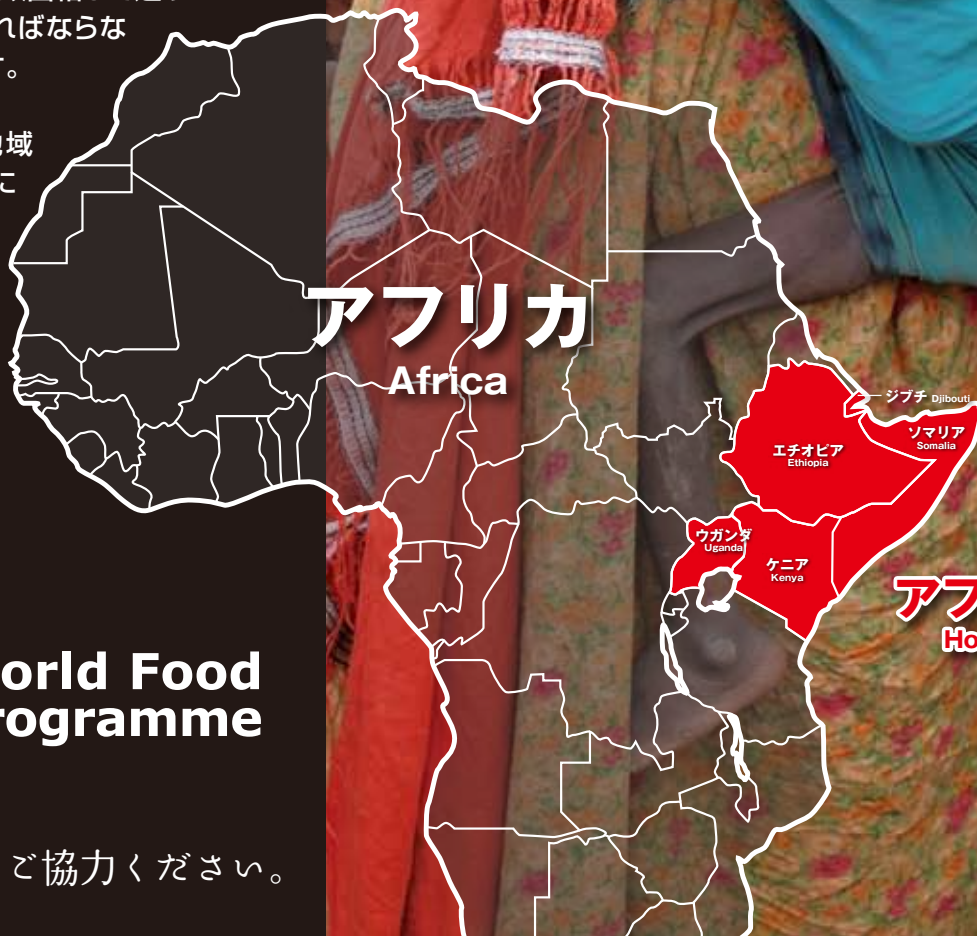 ればならな
。
域
に
アフリカ
Africa
ジブチ Djibouti
ソマリア
Somalia
エチオピア
Ethiopia
ウガンダ
Uganda
ケニア
Kenya
アフ
Ho
orld Food
rogramme
ご協力ください。